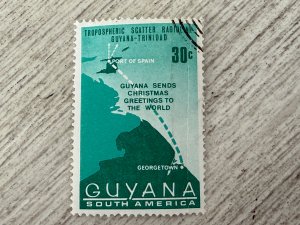 TROPOSPHERIC SCATTER RADIOLINK
GUYANA-TRINIDAD
30c
PORT OF SPAIN
GUYANA SENDS
CHRISTMAS
GREETINGS TO
THE WORLD
GEORGETOWN
GUYANA
SOUTH AMERICA